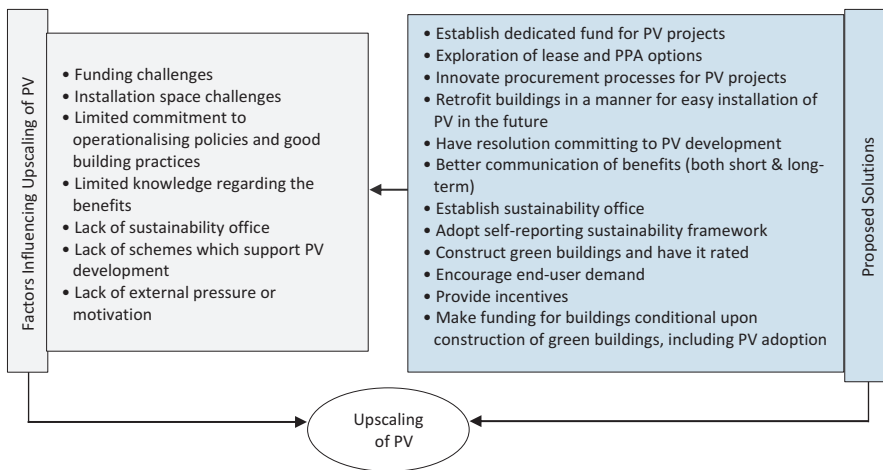 Factors Influencing Upscaling of PV
• Funding challenges
• Installation space challenges
• Limited commitment to
operationalising policies and good
building practices
• Limited knowledge regarding the
benefits
• Lack of sustainability office
• Lack of schemes which support PV
development
• Lack of external pressure or
motivation
• Establish dedicated fund for PV projects
• Exploration of lease and PPA options
• Innovate procurement processes for PV projects
• Retrofit buildings in a manner for easy installation of
PV in the future
• Have resolution committing to PV development
• Better communication of benefits (both short & long-
term)
• Establish sustainability office
• Adopt self-reporting sustainability framework
• Construct green buildings and have it rated
• Encourage end-user demand
• Provide incentives
• Make funding for buildings conditional upon
construction of green buildings, including PV adoption
Proposed Solutions
Upscaling
of PV